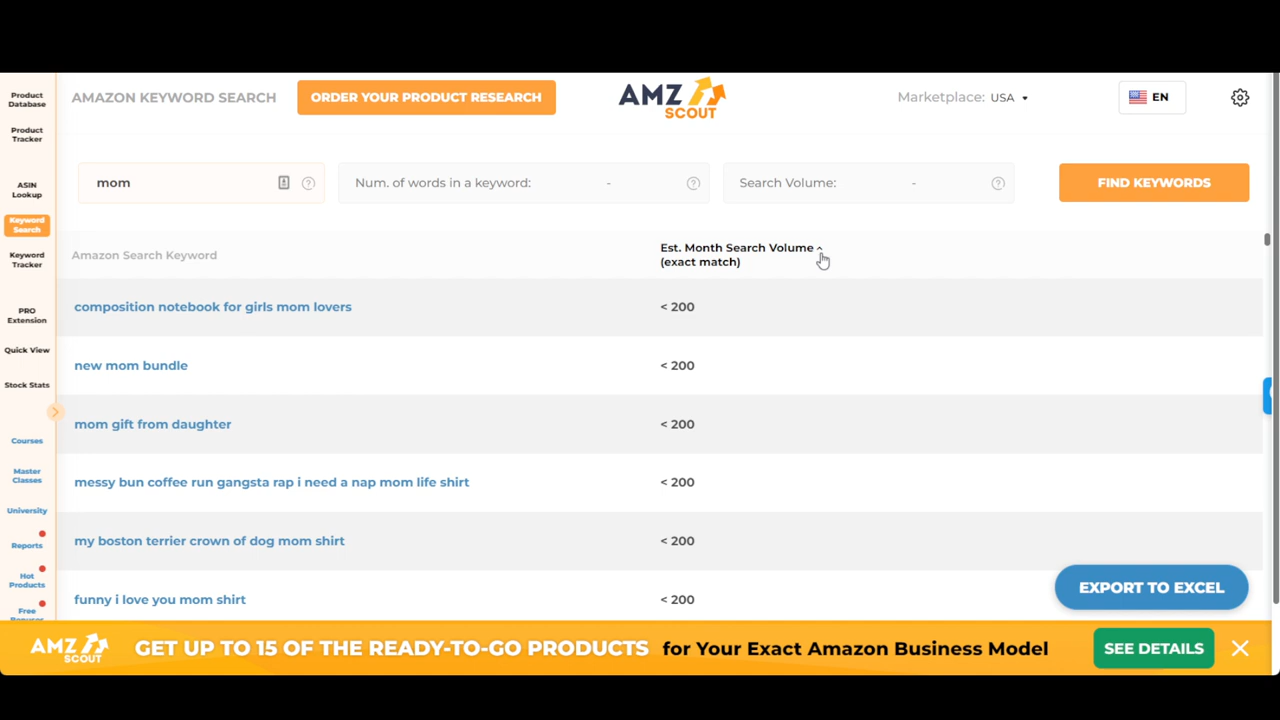 Product
Database
AMAZON KEYWORD SEARCH
ORDER YOUR PRODUCT RESEARCH
AMZ
SCOUT
Marketplace: USA
EN
Product
Tracker
ASIN
Lookup
mom
Num. of words in a keyword: -
Search Volume: -
FIND KEYWORDS
Keyword
Search
Keyword
Tracker
PRO
Extension
Quick View
Stock Stats
Courses
Master
Classes
University
Reports
Hot
Products
Free
Amazon Search Keyword
Est. Month Search Volume
(exact match)
composition notebook for girls mom lovers < 200
new mom bundle < 200
mom gift from daughter < 200
messy bun coffee run gangsta rap i need a nap mom life shirt < 200
my boston terrier crown of dog mom shirt < 200
funny i love you mom shirt < 200
EXPORT TO EXCEL
AMZ
SCOUT
GET UP TO 15 OF THE READY-TO-GO PRODUCTS for Your Exact Amazon Business Model
SEE DETAILS